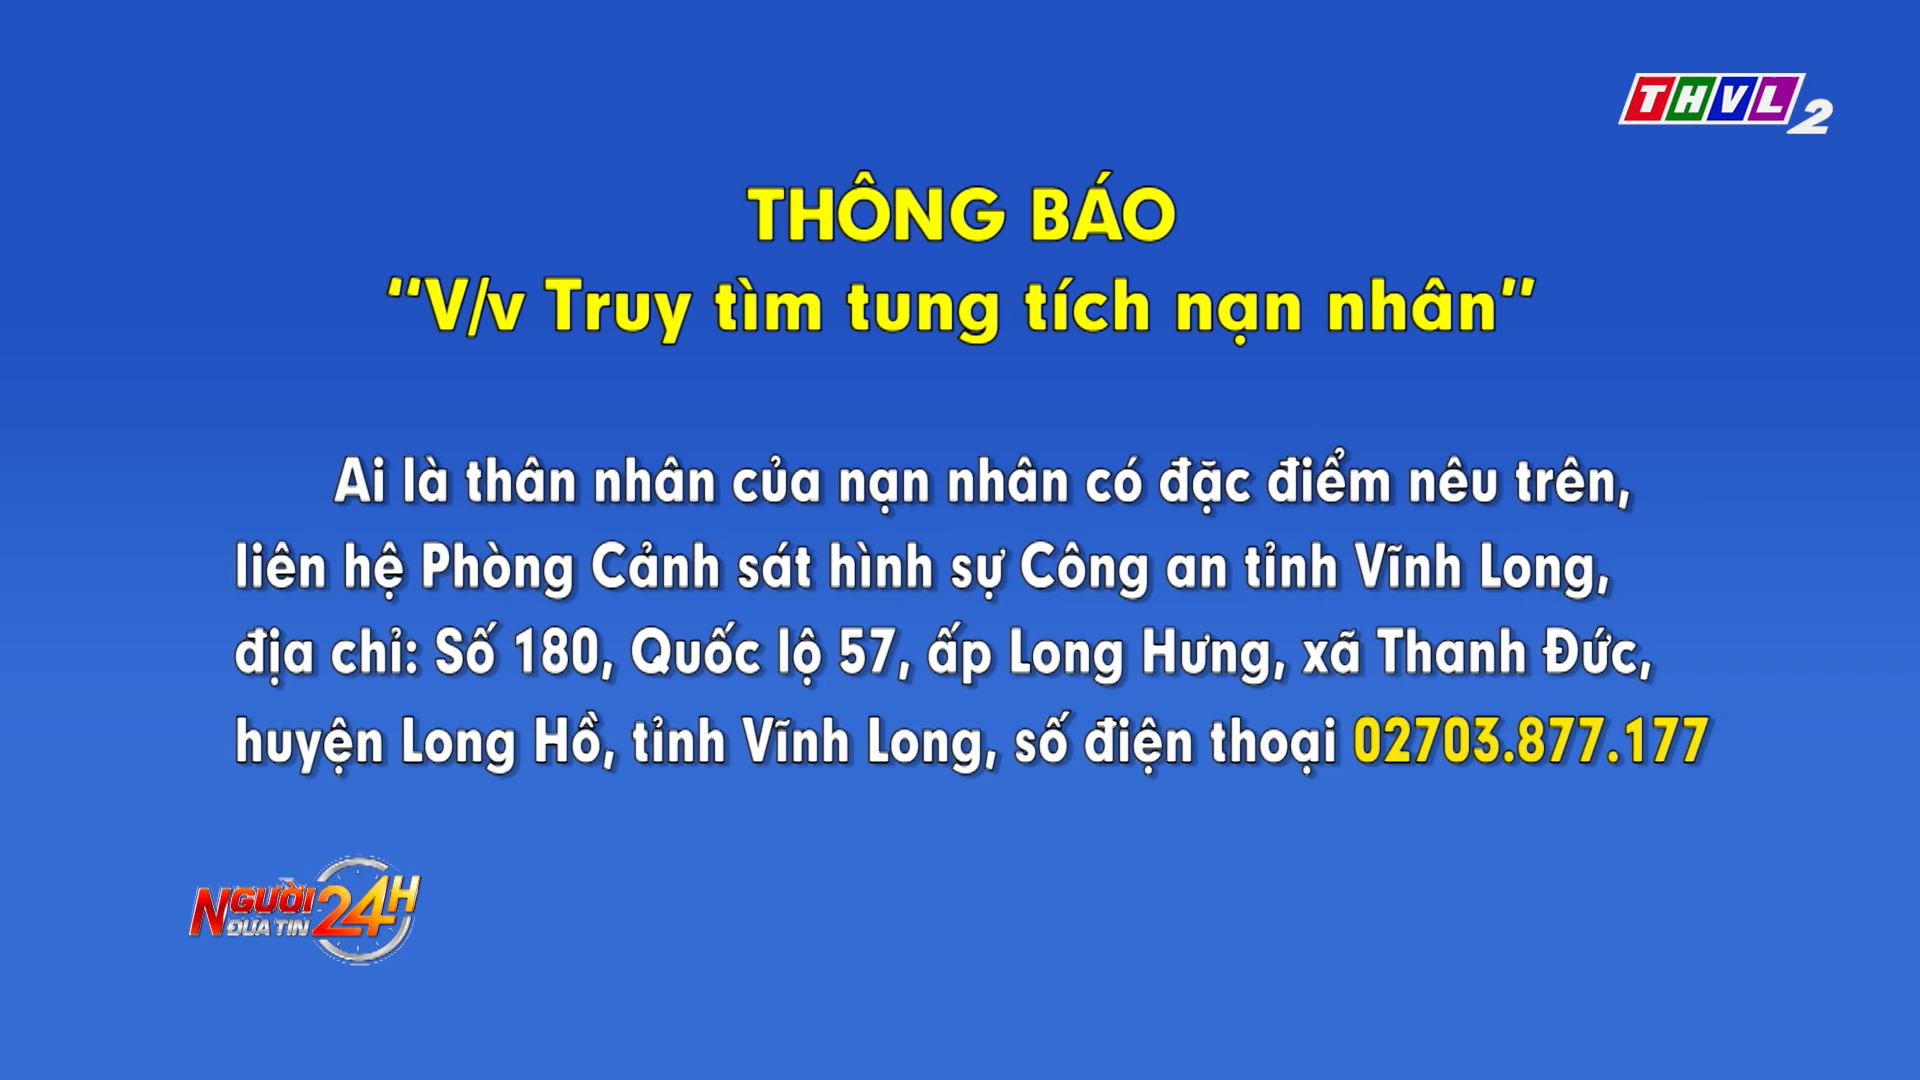 THVL2
THÔNG BÁO
“V/v Truy tìm tung tích nạn nhân”
Ai là thân nhân của nạn nhân có đặc điểm nêu trên,
liên hệ Phòng Cảnh sát hình sự Công an tỉnh Vĩnh Long,
địa chỉ: Số 180, Quốc lộ 57, ấp Long Hưng, xã Thanh Đức,
huyện Long Hồ, tỉnh Vĩnh Long, số điện thoại 02703.877.177
NGƯỜI
ĐƯA TIN
24H